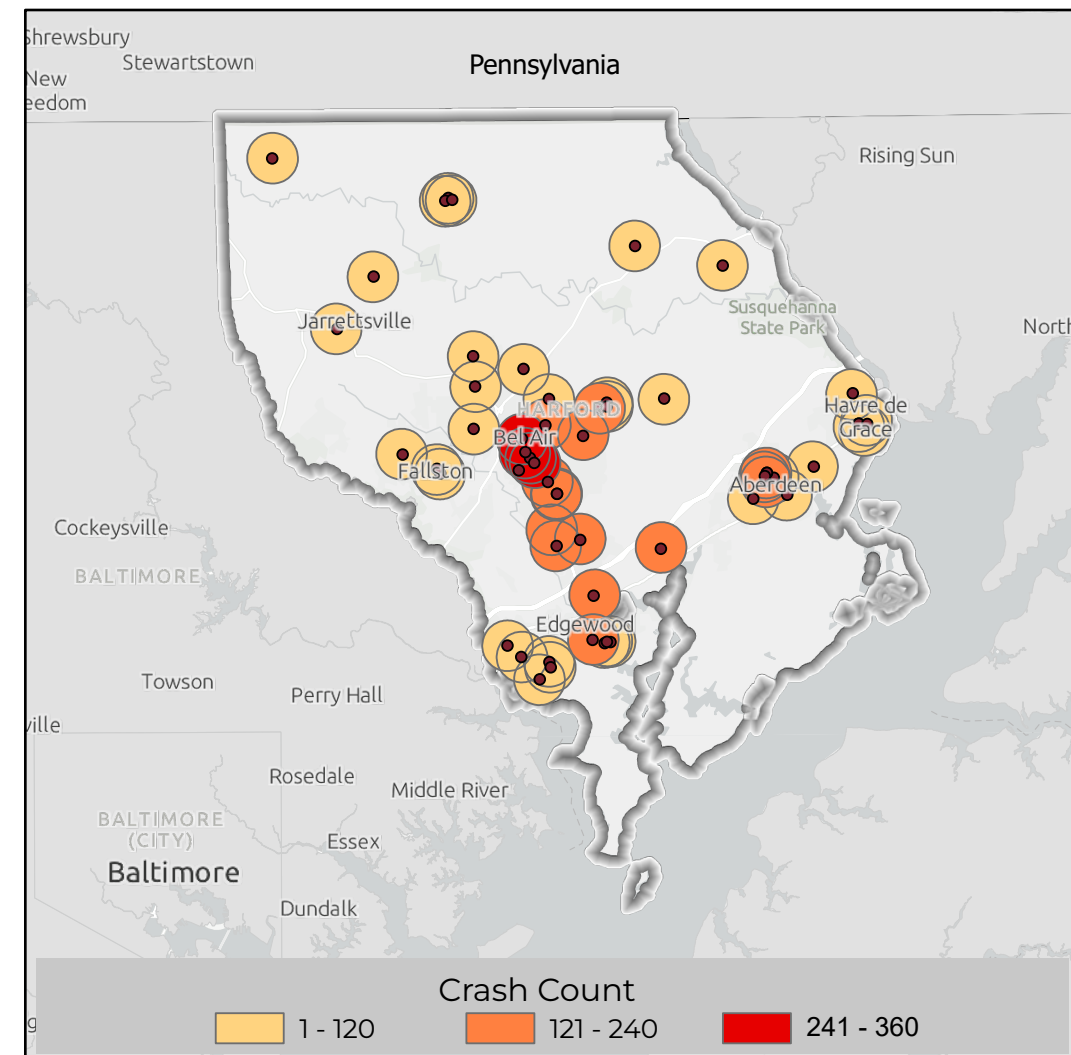 Shrewsbury
Stewartstown
Pennsylvania
New
eedom
Rising Sun
Susquehanna
State Park
Jarrettsville
North
HARFORD
Havre de
Grace
Bel Air
Fallston
Aberdeen
Cockeysville
BALTIMORE
Edgewood
Towson
Perry Hall
ville
Rosedale
Middle River
BALTIMORE
(CITY)
Essex
Baltimore
Dundalk
Crash Count
g
1 - 120
121 - 240
241 - 360